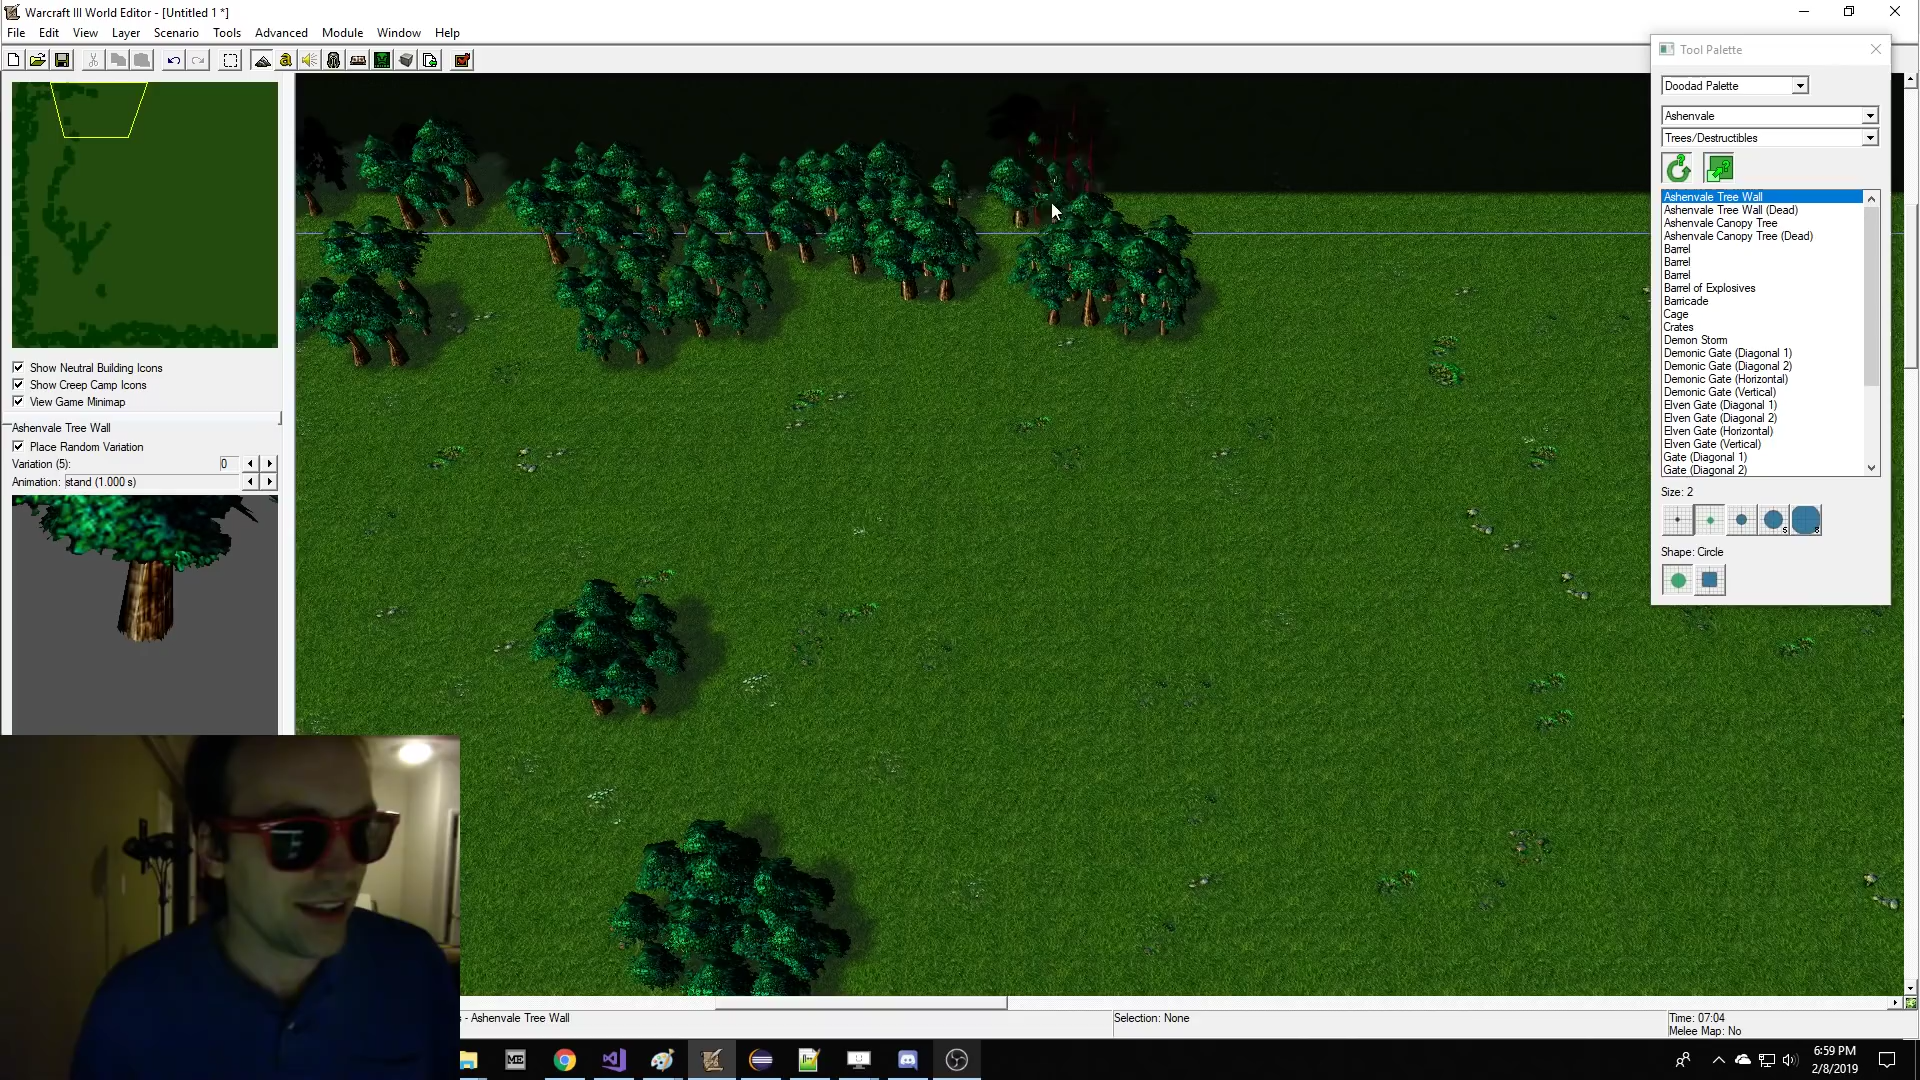 Warcraft III World Editor - [Untitled 1 *]
File Edit View Layer Scenario Tools Advanced Module Window Help
Tool Palette
Doodad Palette
Ashenvale
Trees/Destructibles
Ashenvale Tree Wall
Ashenvale Tree Wall (Dead)
Ashenvale Canopy Tree
Ashenvale Canopy Tree (Dead)
Barrel
Barrel
Barrel
Barrel of Explosives
Barricade
Cage
Crates
Demon Storm
Demonic Gate (Diagonal 1)
Demonic Gate (Diagonal 2)
Demonic Gate (Horizontal)
Demonic Gate (Vertical)
Elven Gate (Diagonal 1)
Elven Gate (Diagonal 2)
Elven Gate (Horizontal)
Elven Gate (Vertical)
Gate (Diagonal 1)
Gate (Diagonal 2)
Size: 2
Shape: Circle
Show Neutral Building Icons
Show Creep Camp Icons
View Game Minimap
Ashenvale Tree Wall
Place Random Variation
Variation (5): 0
Animation: stand (1.000 s)
- Ashenvale Tree Wall
Selection: None
Time: 07:04
Melee Map: No
6:59 PM
2/8/2019